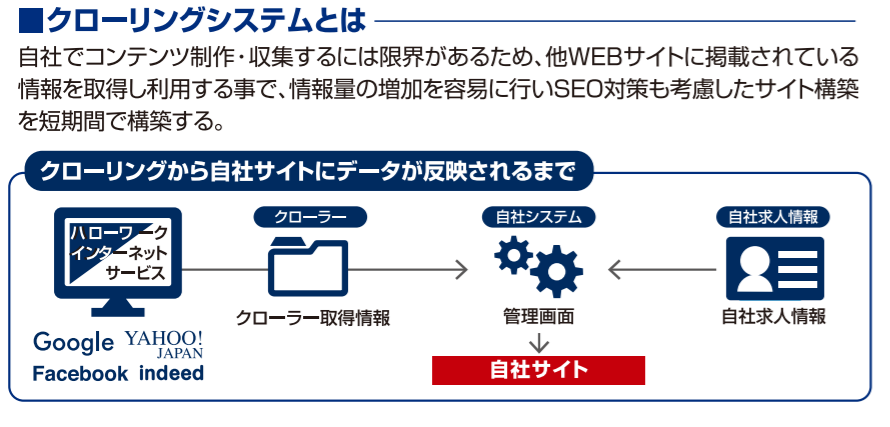 ■クローリングシステムとは
自社でコンテンツ制作・収集するには限界があるため、他WEBサイトに掲載されている
情報を取得し利用する事で、情報量の増加を容易に行いSEO対策も考慮したサイト構築
を短期間で構築する。
クローリングから自社サイトにデータが反映されるまで
ハローワーク
インターネット
サービス
Google YAHOO!
JAPAN
Facebook indeed
クローラー
クローラー取得情報
自社システム
管理画面
自社求人情報
自社求人情報
自社サイト